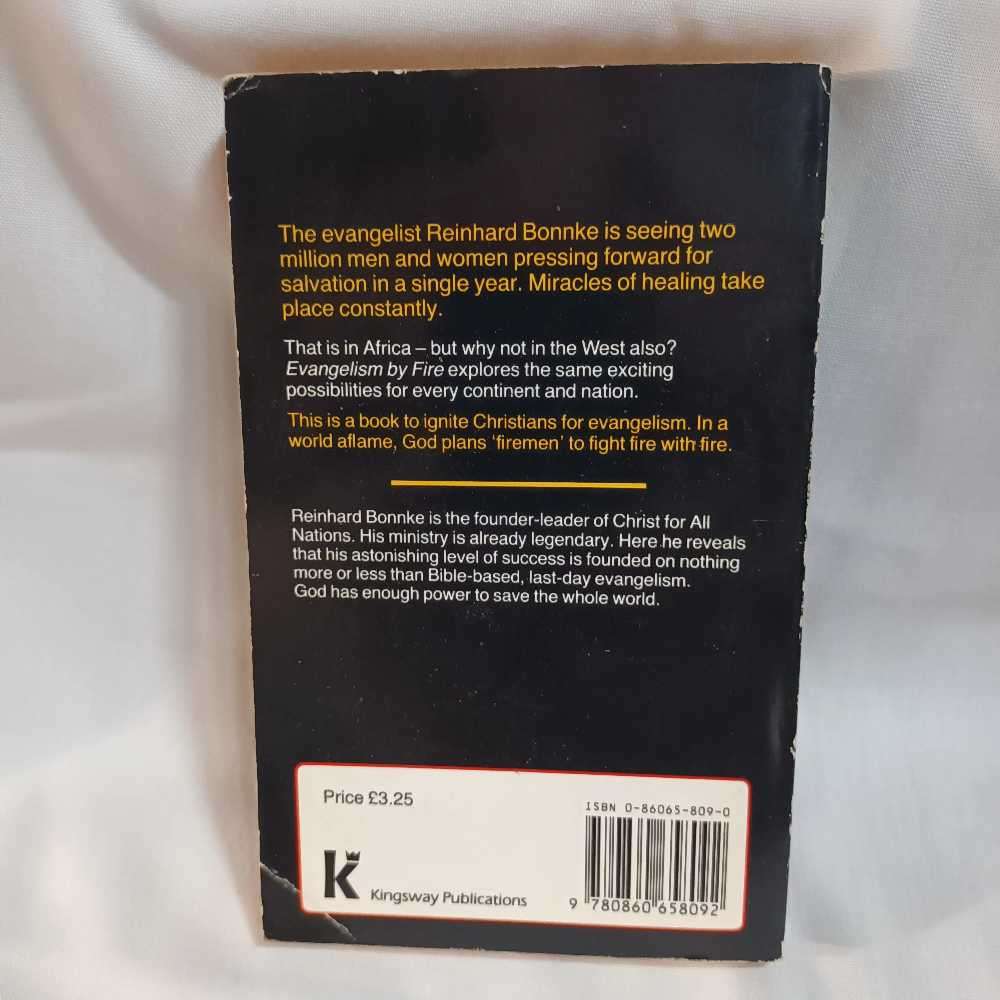 The evangelist Reinhard Bonnke is seeing two
million men and women pressing forward for
salvation in a single year. Miracles of healing take
place constantly.
That is in Africa – but why not in the West also?
Evangelism by Fire explores the same exciting
possibilities for every continent and nation.
This is a book to ignite Christians for evangelism. In a
world aflame, God plans ‘firemen’ to fight fire with fire.
Reinhard Bonnke is the founder-leader of Christ for All
Nations. His ministry is already legendary. Here he reveals
that his astonishing level of success is founded on nothing
more or less than Bible-based, last-day evangelism.
God has enough power to save the whole world.
Price £3.25
ISBN 0-86065-809-0
K
Kingsway Publications
9 780860 658092